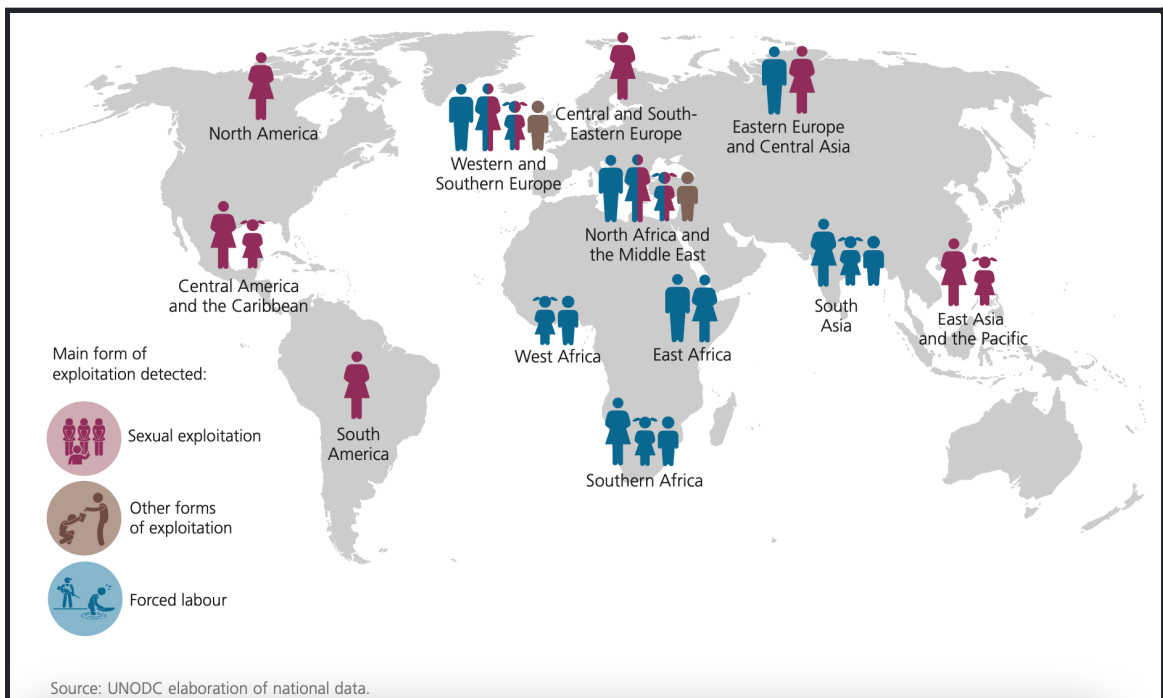 North America
Central and South-
Eastern Europe
Eastern Europe
and Central Asia
Western and
Southern Europe
North Africa and
the Middle East
Central America
and the Caribbean
South
Asia
East Asia
and the Pacific
West Africa
East Africa
South
America
Southern Africa
Main form of
exploitation detected:
Sexual exploitation
Other forms
of exploitation
Forced labour
Source: UNODC elaboration of national data.